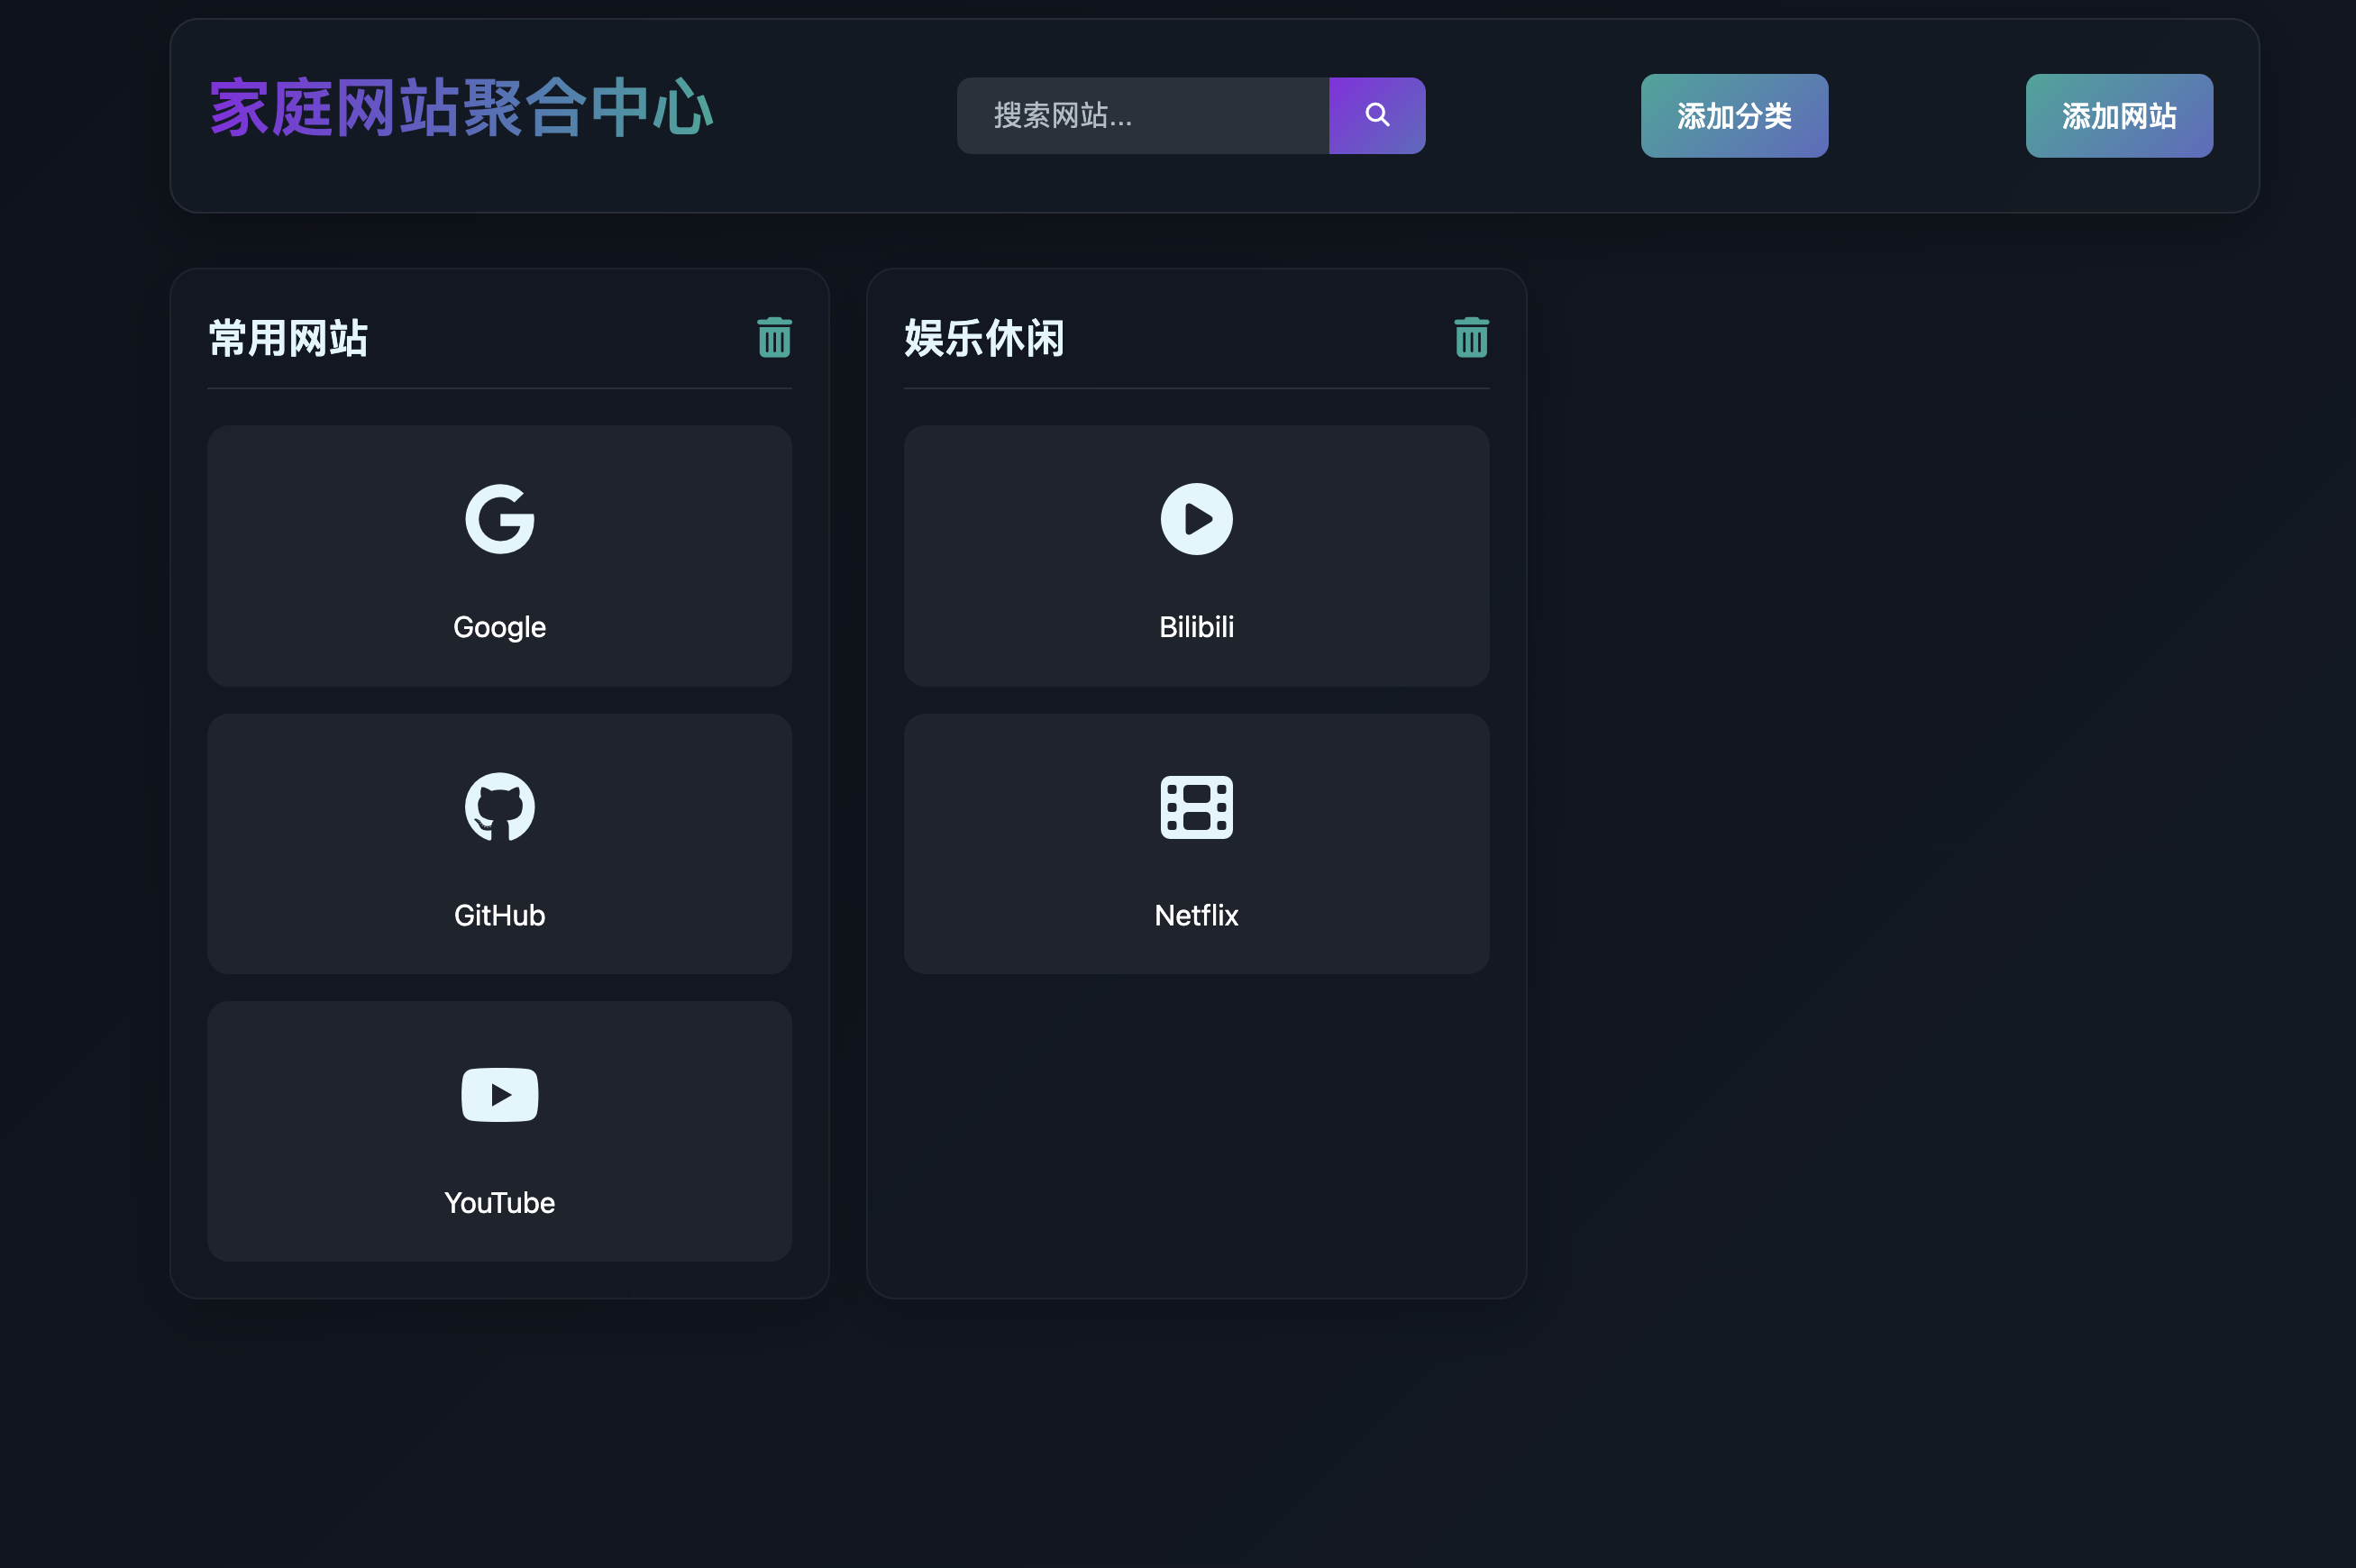 家庭网站聚合中心
搜索网站...
添加分类
添加网站
常用网站
Google
GitHub
YouTube
娱乐休闲
Bilibili
Netflix